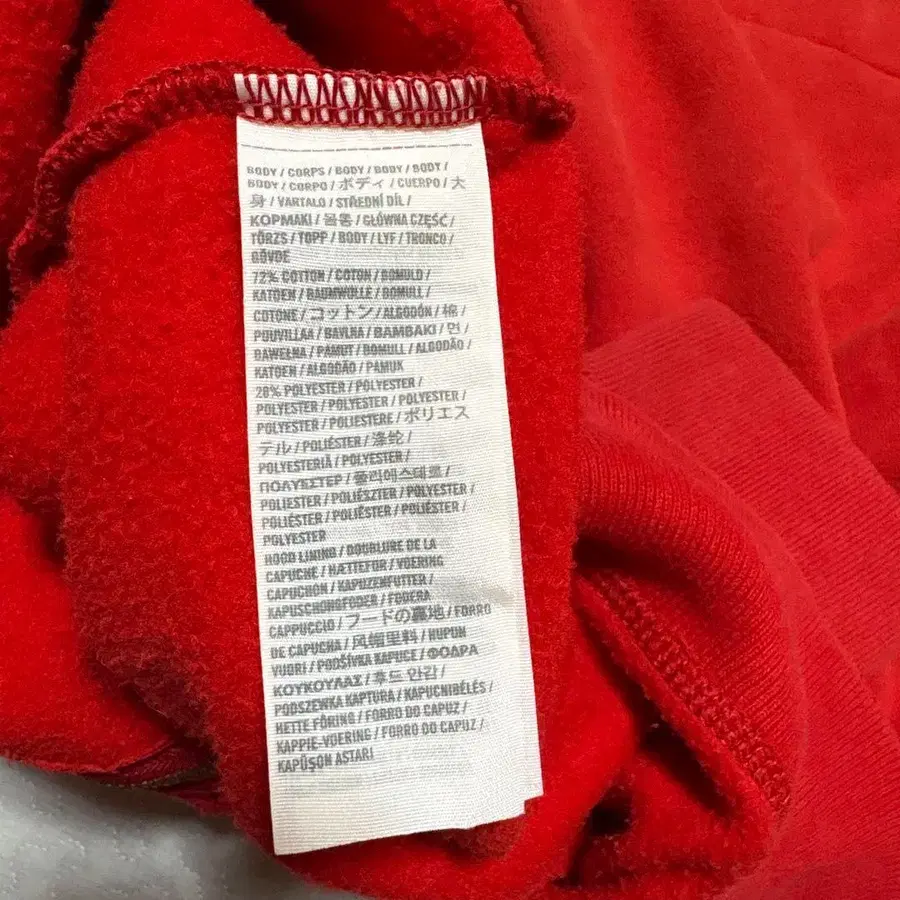 BODY / CORPS / BODY / BODY / BODY /
BODY / CORPO / ボディ / CUERPO / 大
身 / VARTALO / STŘEDNÍ DÍL /
ΚΟΡΜΑΚΙ / 몸통 / GŁÓWNA CZĘŚĆ /
TÖRZS / TOPP / BODY / LYF / TRONCO /
GÖVDE
72% COTTON / COTON / BOMULD /
KATOEN / BAUMWOLLE / BOMULL /
COTONE / コットン / ALGODÓN / 棉 /
PUUVILLAA / BAVLNA / ΒΑΜΒΑΚΙ / 면 /
BAWEŁNA / PAMUT / BOMULL / ALGODÃO /
KATOEN / ALGODÃO / PAMUK
28% POLYESTER / POLYESTER /
POLYESTER / POLYESTER / POLYESTER /
POLYESTER / POLIESTERE / ポリエス
テル / POLIÉSTER / 涤纶 /
POLYESTERIÄ / POLYESTER /
ΠΟΛΥΕΣΤΕΡ / 폴리에스테르 /
POLIESTER / POLIÉSZTER / POLYESTER /
POLIÉSTER / POLIËSTER / POLIÉSTER /
POLYESTER
HOOD LINING / DOUBLURE DE LA
CAPUCHE / HÆTTEFOR / VOERING
CAPUCHON / KAPUZENFUTTER /
KAPUSCHONGFODER / FODERA
CAPPUCCIO / フードの裏地 / FORRO
DE CAPUCHA / 风帽里料 / HUPUN
VUORI / PODŠÍVKA KAPUCE / ΦΟΔΡΑ
ΚΟΥΚΟΥΛΑΣ / 후드 안감 /
PODSZEWKA KAPTURA / KAPUCNIBÉLÉS /
HETTE FÔRING / FORRO DO CAPUZ /
KAPPIE-VOERING / FORRO DO CAPUZ /
KAPÜŞON ASTARI